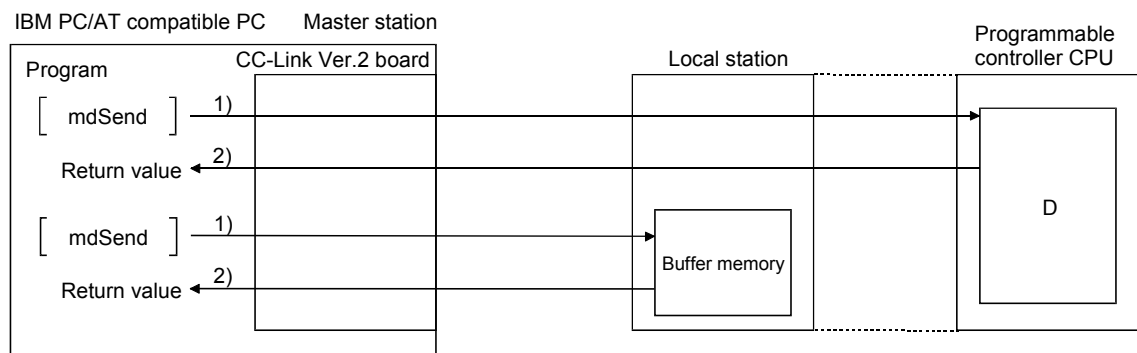 IBM PC/AT compatible PC
Master station
Programmable
controller CPU
CC-Link Ver.2 board
Local station
Program
[ mdSend ]
1)
Return value
2)
D
[ mdSend ]
1)
Buffer memory
Return value
2)